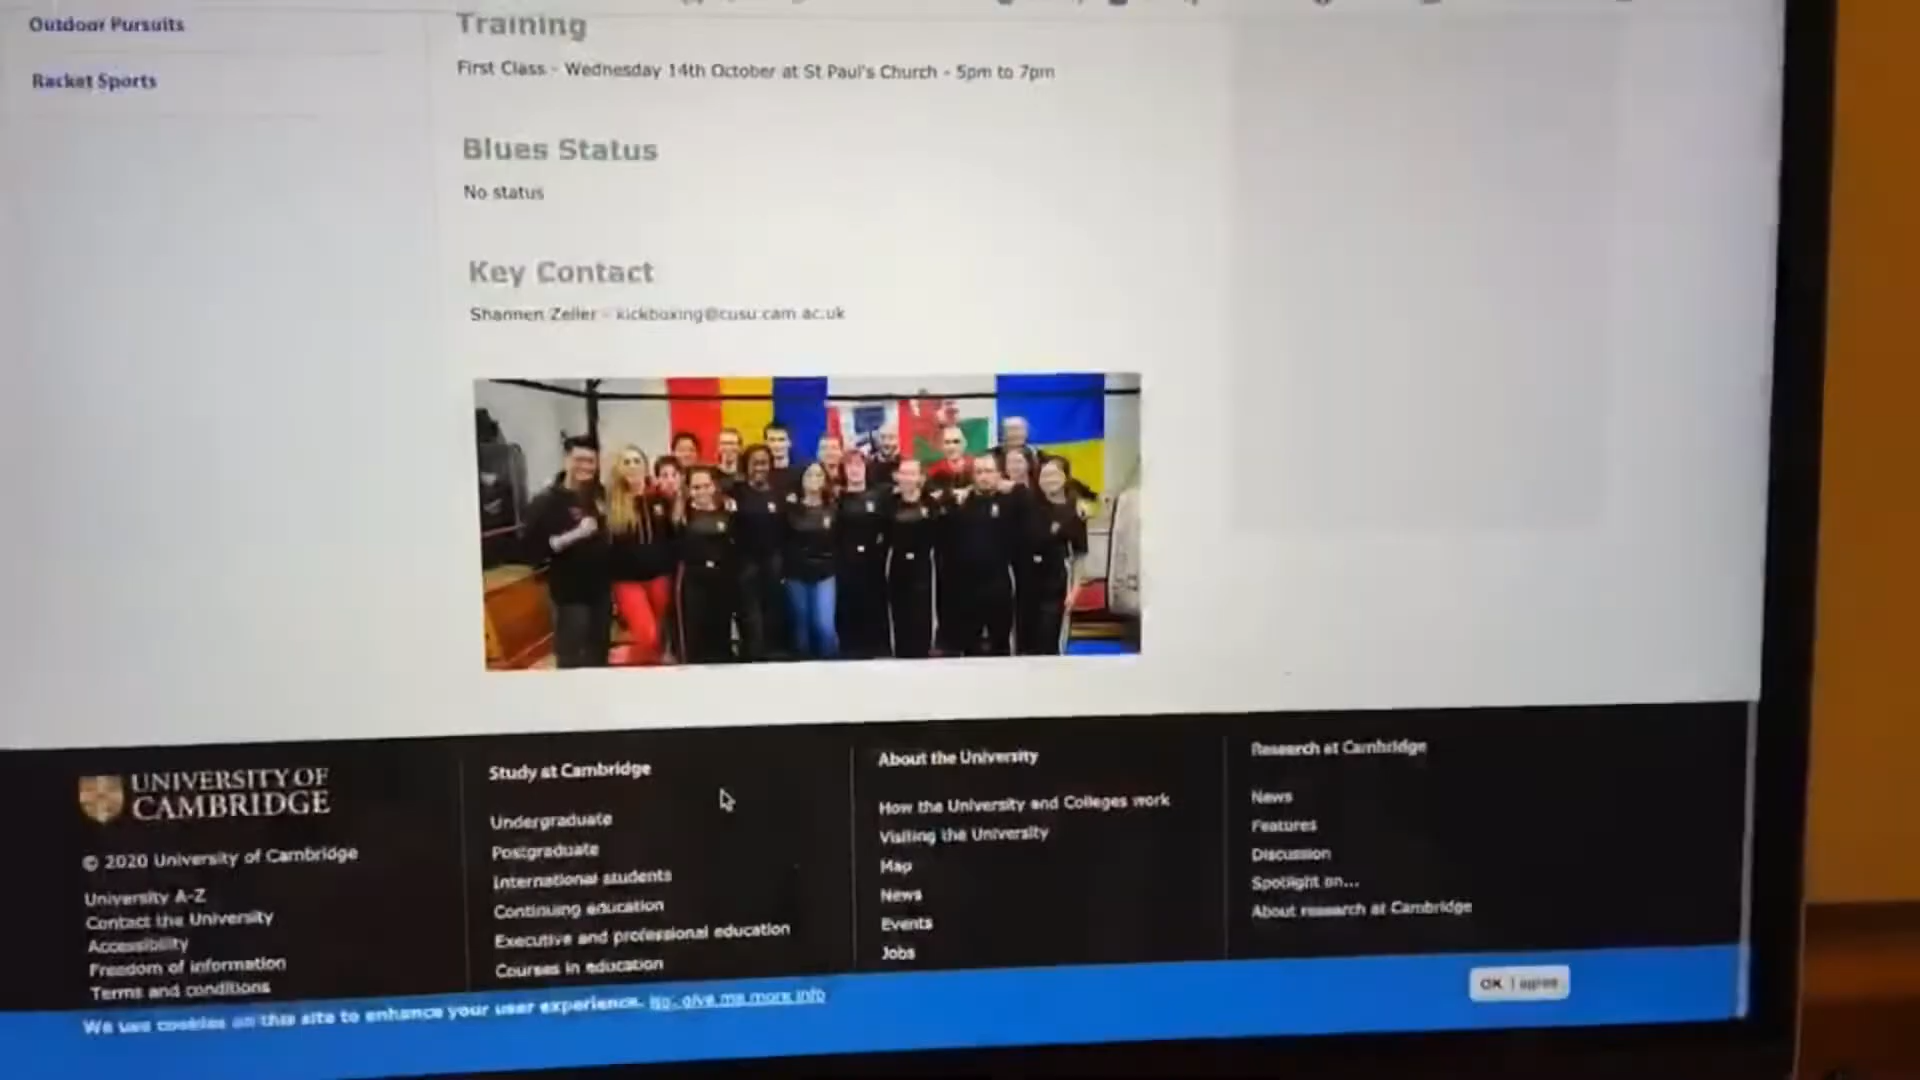 Outdoor Pursuits
Racket Sports
Training
First Class - Wednesday 14th October at St Paul's Church - 5pm to 7pm
Blues Status
No status
Key Contact
Shannen Zeller - kickboxing@cusu.cam.ac.uk
UNIVERSITY OF
CAMBRIDGE
© 2020 University of Cambridge
University A-Z
Contact the University
Accessibility
Freedom of information
Terms and conditions
Study at Cambridge
Undergraduate
Postgraduate
International students
Continuing education
Executive and professional education
Courses in education
About the University
How the University and Colleges work
Visiting the University
Map
News
Events
Jobs
Research at Cambridge
News
Features
Discussion
Spotlight on...
About research at Cambridge
We use cookies on this site to enhance your user experience. No, give me more info
OK, I agree